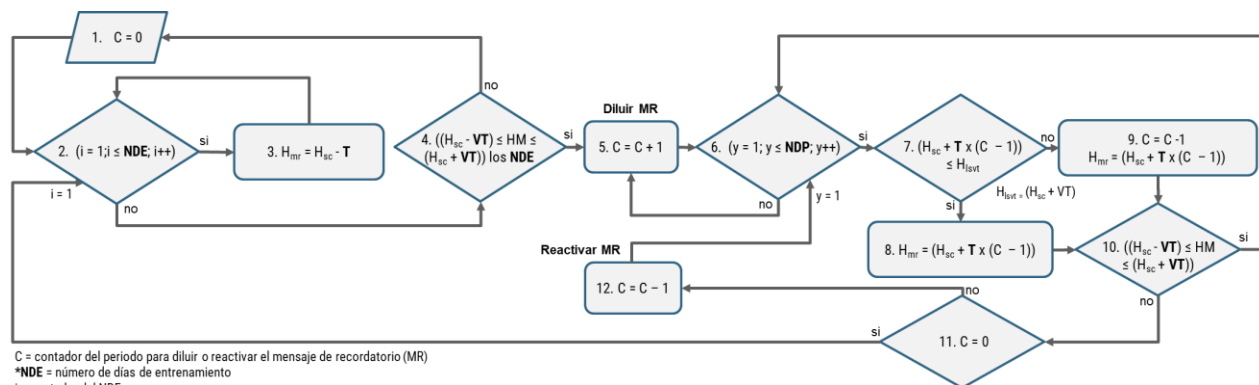 1. C = 0
2. (i = 1;i ≤ NDE; i++)
si
3. Hmr = Hsc - T
no
i = 1
4. ((Hsc - VT) ≤ HM ≤
(Hsc + VT)) los NDE
no
si
Diluir MR
5. C = C + 1
6. (y = 1; y ≤ NDP; y++)
si
no
y = 1
7. (Hsc + T x (C − 1))
≤ Hlsvt
no
si
Hlsvt = (Hsc + VT)
8. Hmr = (Hsc + T x (C − 1))
9. C = C -1
Hmr = (Hsc + T x (C − 1))
10. ((Hsc - VT) ≤ HM
≤ (Hsc + VT))
si
no
11. C = 0
no
si
Reactivar MR
12. C = C − 1
C = contador del periodo para diluir o reactivar el mensaje de recordatorio (MR)
*NDE = número de días de entrenamiento